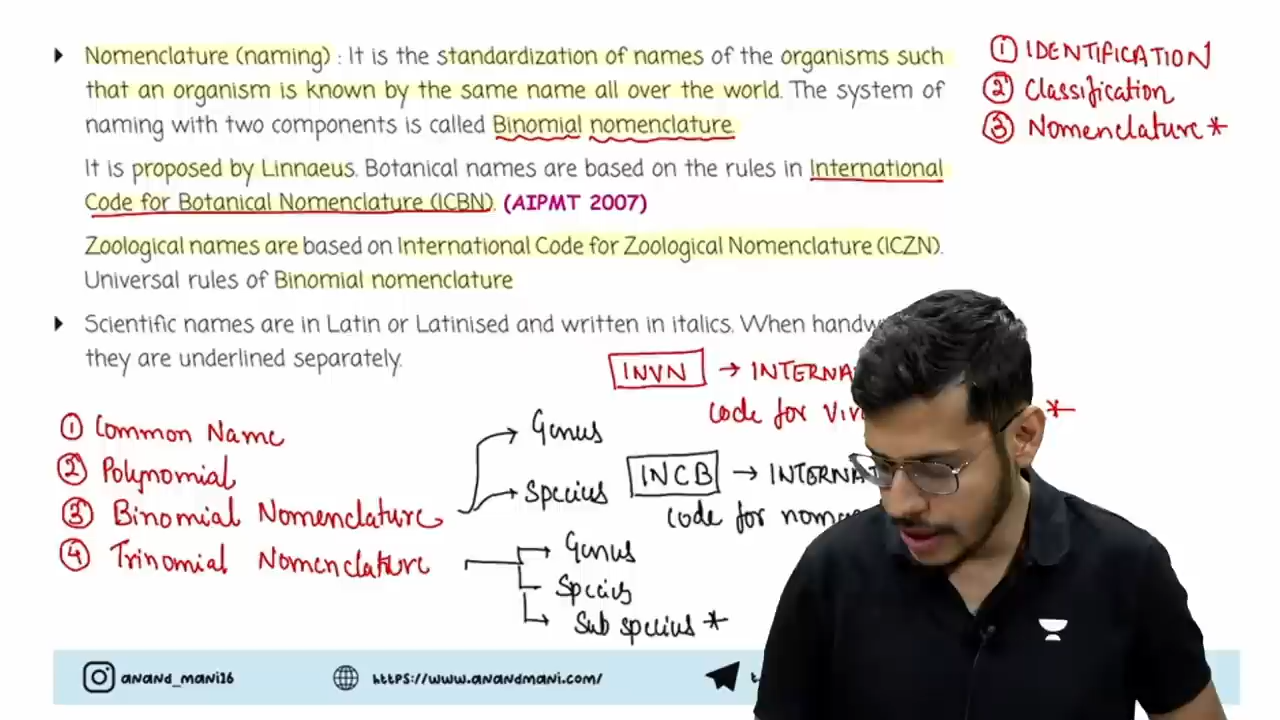 Nomenclature (naming) : It is the standardization of names of the organisms such
that an organism is known by the same name all over the world. The system of
naming with two components is called Binomial nomenclature.
It is proposed by Linnaeus. Botanical names are based on the rules in International
Code for Botanical Nomenclature (ICBN). (AIPMT 2007)
Zoological names are based on International Code for Zoological Nomenclature (ICZN).
Universal rules of Binomial nomenclature
Scientific names are in Latin or Latinised and written in italics. When handw
they are underlined separately.
① IDENTIFICATION
② Classification
③ Nomenclature *
INVN → INTERNA
code for Vir *
INCB → INTERNAT
code for nom
① Common Name
② Polynomial
③ Binomial Nomenclature
Genus
Species
④ Trinomial Nomenclature
Genus
Species
Sub species *
anand_mani26
https://www.anandmani.com/
t